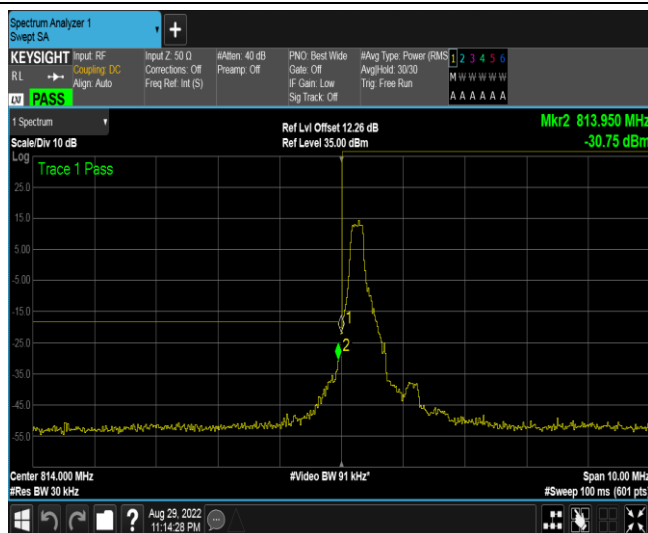 Spectrum Analyzer 1
Swept SA
+
KEYSIGHT Input: RF Input Z: 50 Ω #Atten: 40 dB PNO: Best Wide #Avg Type: Power (RMS 1 2 3 4 5 6
RL Coupling: DC Corrections: Off Preamp: Off Gate: Off Avg|Hold: 30/30 M W W W W W
Align: Auto Freq Ref: Int (S) IF Gain: Low Trig: Free Run
LXI PASS Sig Track: Off A A A A A A
1 Spectrum Ref Lvl Offset 12.26 dB Mkr2 813.950 MHz
Scale/Div 10 dB Ref Level 35.00 dBm -30.75 dBm
Log
Trace 1 Pass
25.0
15.0
5.00
-5.00
-15.0
1
-25.0
2
-35.0
-45.0
-55.0
Center 814.000 MHz #Video BW 91 kHz* Span 10.00 MHz
#Res BW 30 kHz #Sweep 100 ms (601 pts)
? Aug 29, 2022
11:14:28 PM